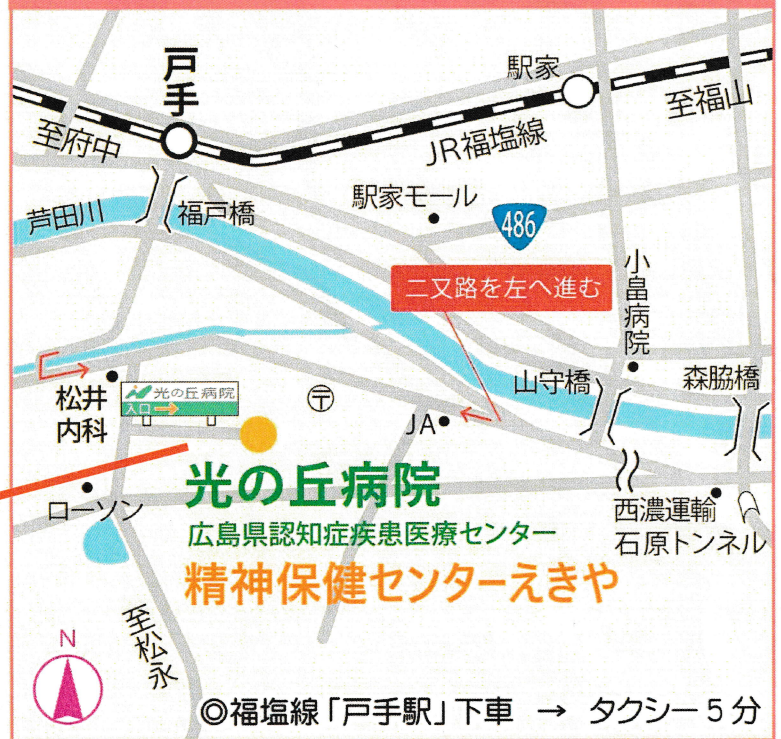 戸手
駅家
至福山
至府中
JR福塩線
芦田川
福戸橋
駅家モール
486
二又路を左へ進む
小畠病院
山守橋
森脇橋
松井
内科
光の丘病院
入口→
〒
JA
ローソン
光の丘病院
広島県認知症疾患医療センター
精神保健センターえきや
西濃運輸
石原トンネル
至松永
N
◎福塩線「戸手駅」下車 → タクシー5分